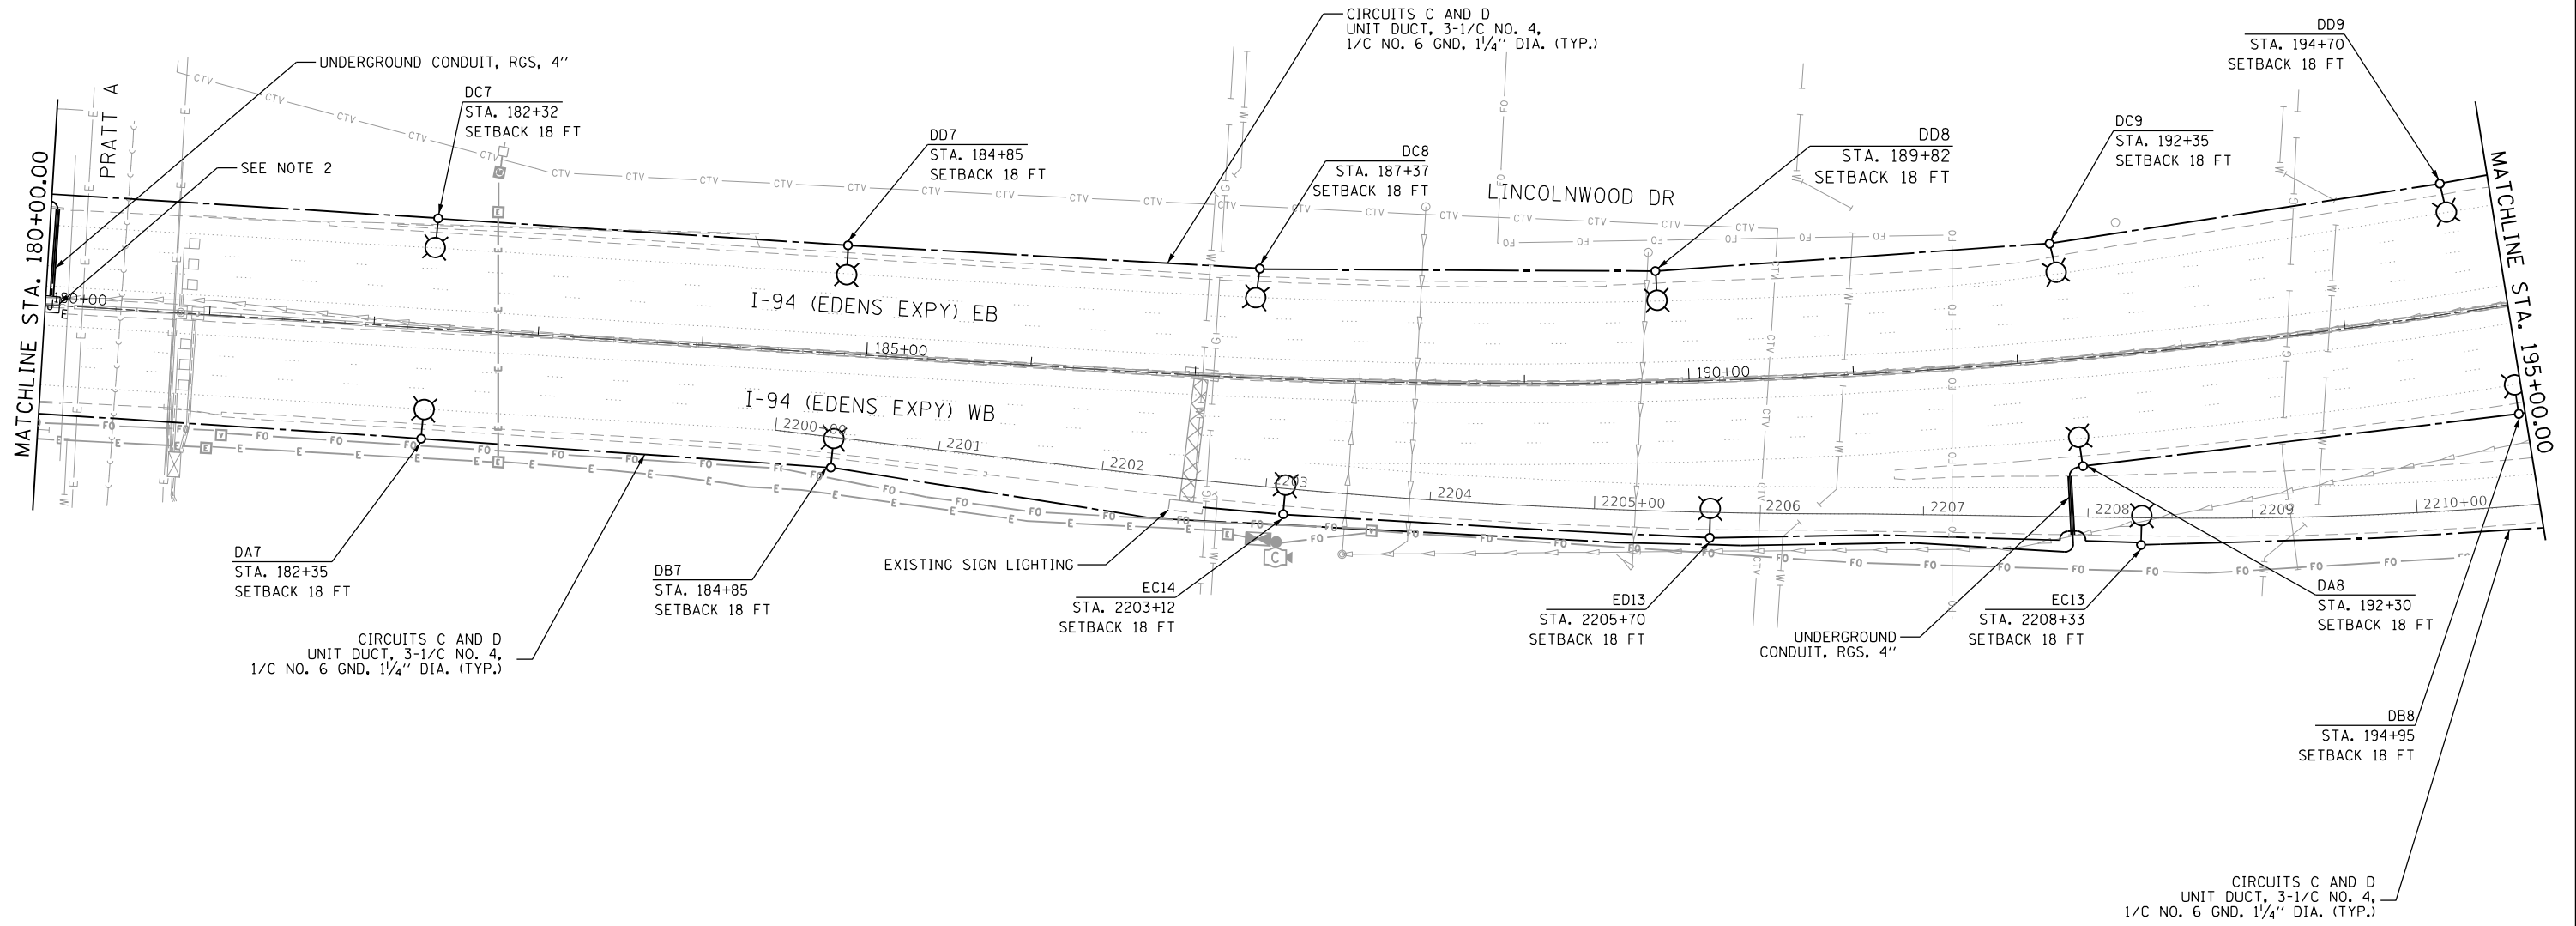 CIRCUITS C AND D
UNIT DUCT, 3-1/C NO. 4,
1/C NO. 6 GND, 1 1/4" DIA. (TYP.)
DD9
STA. 194+70
SETBACK 18 FT
UNDERGROUND CONDUIT, RGS, 4"
PRATT A
DC7
STA. 182+32
SETBACK 18 FT
SEE NOTE 2
DD7
STA. 184+85
SETBACK 18 FT
DC8
STA. 187+37
SETBACK 18 FT
DD8
STA. 189+82
SETBACK 18 FT
DC9
STA. 192+35
SETBACK 18 FT
LINCOLNWOOD DR
MATCHLINE STA. 180+00.00
MATCHLINE STA. 195+00.00
180+00
I-94 (EDENS EXPY) EB
185+00
190+00
I-94 (EDENS EXPY) WB
2200+00
2201
2202
2203
2204
2205+00
2206
2207
2208
2209
2210+00
DA7
STA. 182+35
SETBACK 18 FT
DB7
STA. 184+85
SETBACK 18 FT
EXISTING SIGN LIGHTING
EC14
STA. 2203+12
SETBACK 18 FT
ED13
STA. 2205+70
SETBACK 18 FT
UNDERGROUND
CONDUIT, RGS, 4"
EC13
STA. 2208+33
SETBACK 18 FT
DA8
STA. 192+30
SETBACK 18 FT
CIRCUITS C AND D
UNIT DUCT, 3-1/C NO. 4,
1/C NO. 6 GND, 1 1/4" DIA. (TYP.)
DB8
STA. 194+95
SETBACK 18 FT
CIRCUITS C AND D
UNIT DUCT, 3-1/C NO. 4,
1/C NO. 6 GND, 1 1/4" DIA. (TYP.)